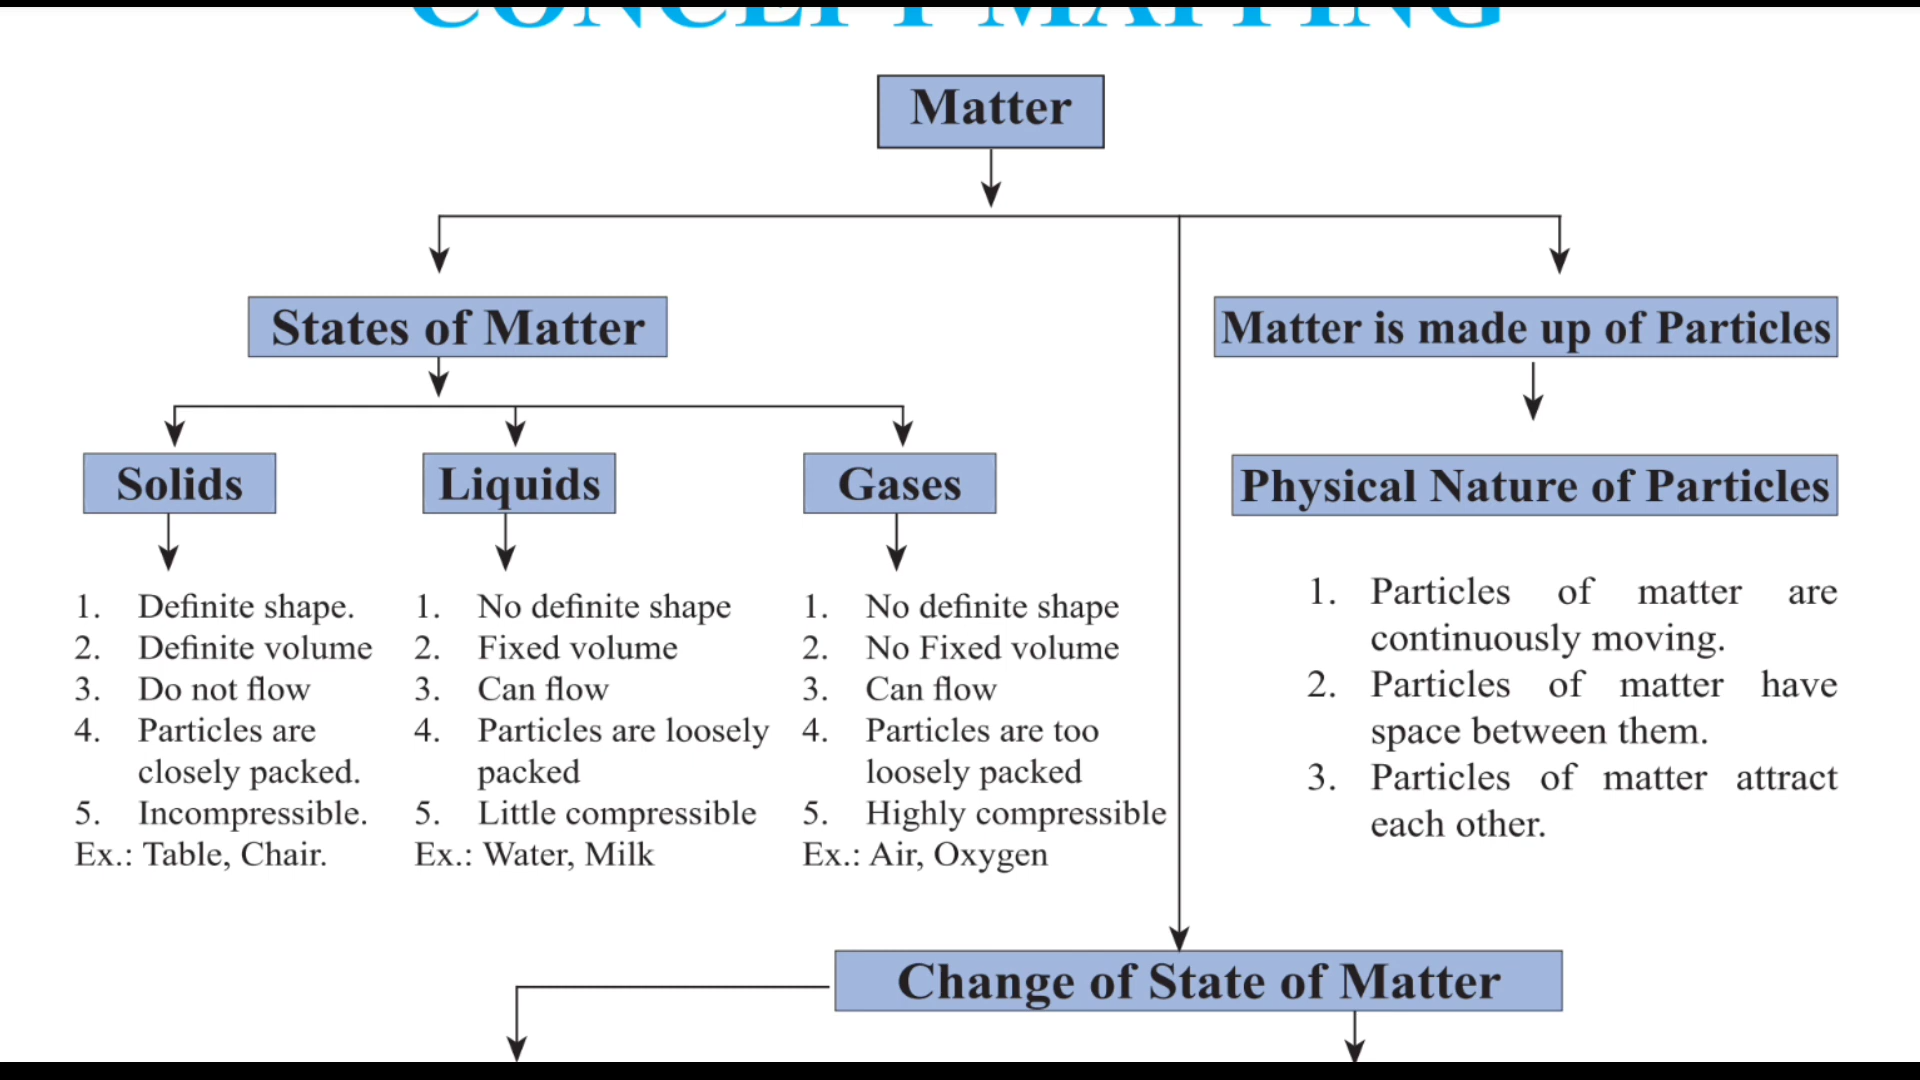 CONCEPT MAPPING
Matter
States of Matter
Matter is made up of Particles
Solids
Liquids
Gases
Physical Nature of Particles
1. Definite shape.
2. Definite volume
3. Do not flow
4. Particles are
closely packed.
5. Incompressible.
Ex.: Table, Chair.
1. No definite shape
2. Fixed volume
3. Can flow
4. Particles are loosely
packed
5. Little compressible
Ex.: Water, Milk
1. No definite shape
2. No Fixed volume
3. Can flow
4. Particles are too
loosely packed
5. Highly compressible
Ex.: Air, Oxygen
1. Particles of matter are
continuously moving.
2. Particles of matter have
space between them.
3. Particles of matter attract
each other.
Change of State of Matter